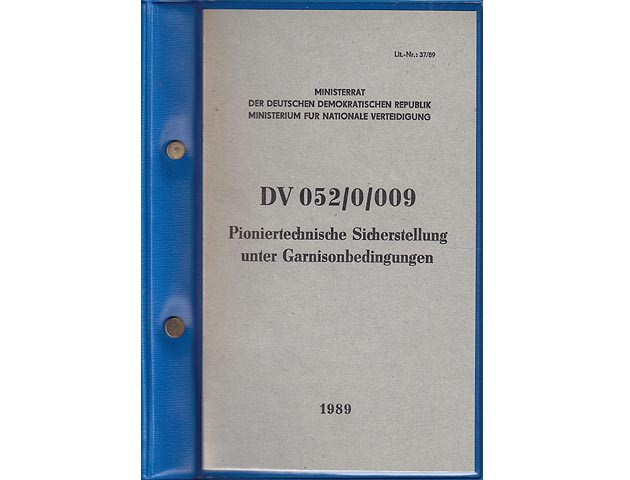 Lit.-Nr.: 37/89
MINISTERRAT
DER DEUTSCHEN DEMOKRATISCHEN REPUBLIK
MINISTERIUM FÜR NATIONALE VERTEIDIGUNG
DV 052/0/009
Pioniertechnische Sicherstellung
unter Garnisonbedingungen
1989